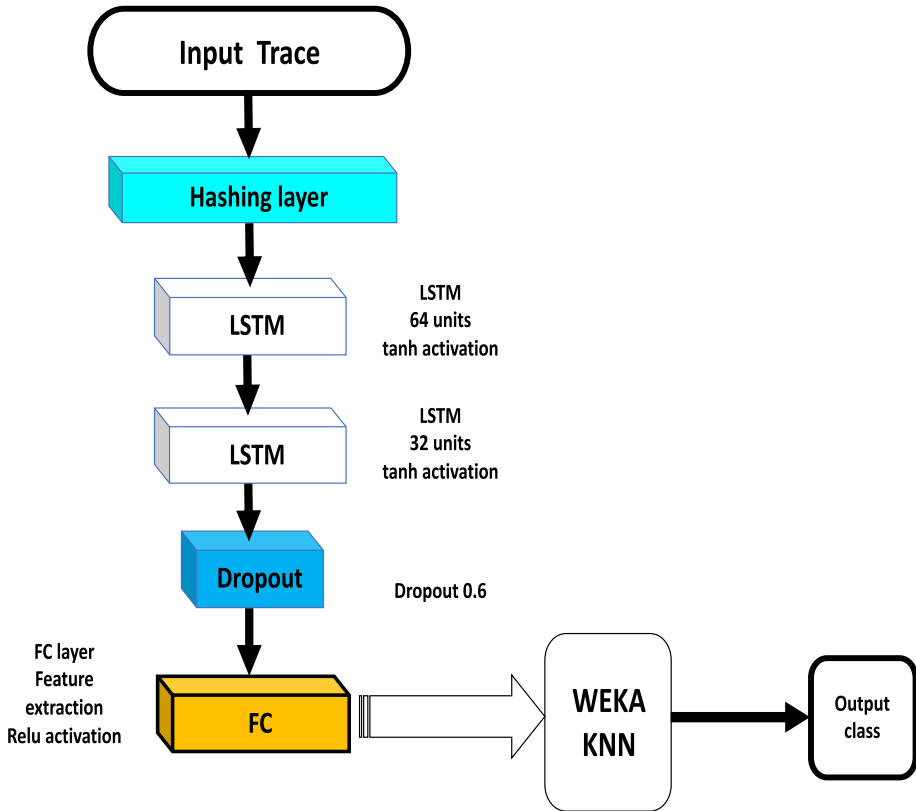 Input Trace
Hashing layer
LSTM
LSTM
64 units
tanh activation
LSTM
LSTM
32 units
tanh activation
Dropout
Dropout 0.6
FC layer
Feature
extraction
Relu activation
FC
WEKA
KNN
Output
class